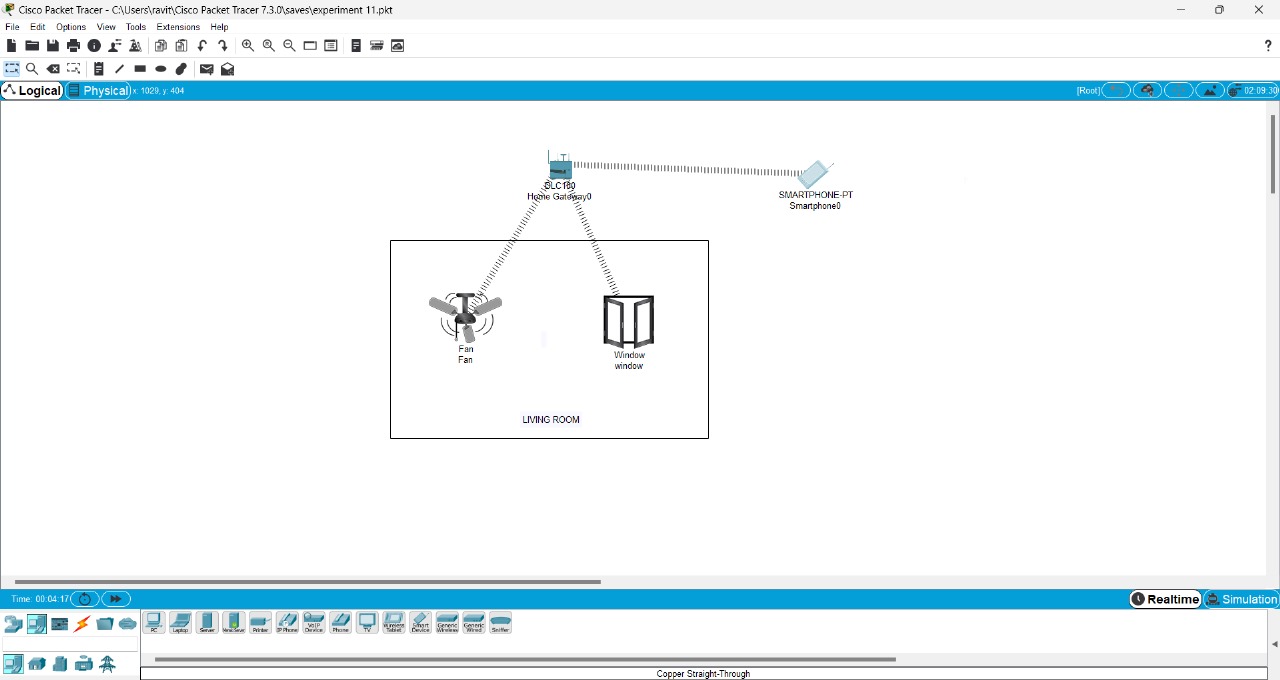 Cisco Packet Tracer - C:\Users\ravit\Cisco Packet Tracer 7.3.0\saves\experiment 11.pkt
File Edit Options View Tools Extensions Help
?
Logical Physical x: 1029, y: 404 [Root] 02:09:30
DLC100
Home Gateway0
SMARTPHONE-PT
Smartphone0
Fan
Fan
Window
window
LIVING ROOM
Time: 00:04:17 Realtime Simulation
PC Laptop Server Printer IP Phone VoIP Device Phone TV Wireless Tablet Smart Device Generic Wireless Generic Wired Sniffer
Copper Straight-Through